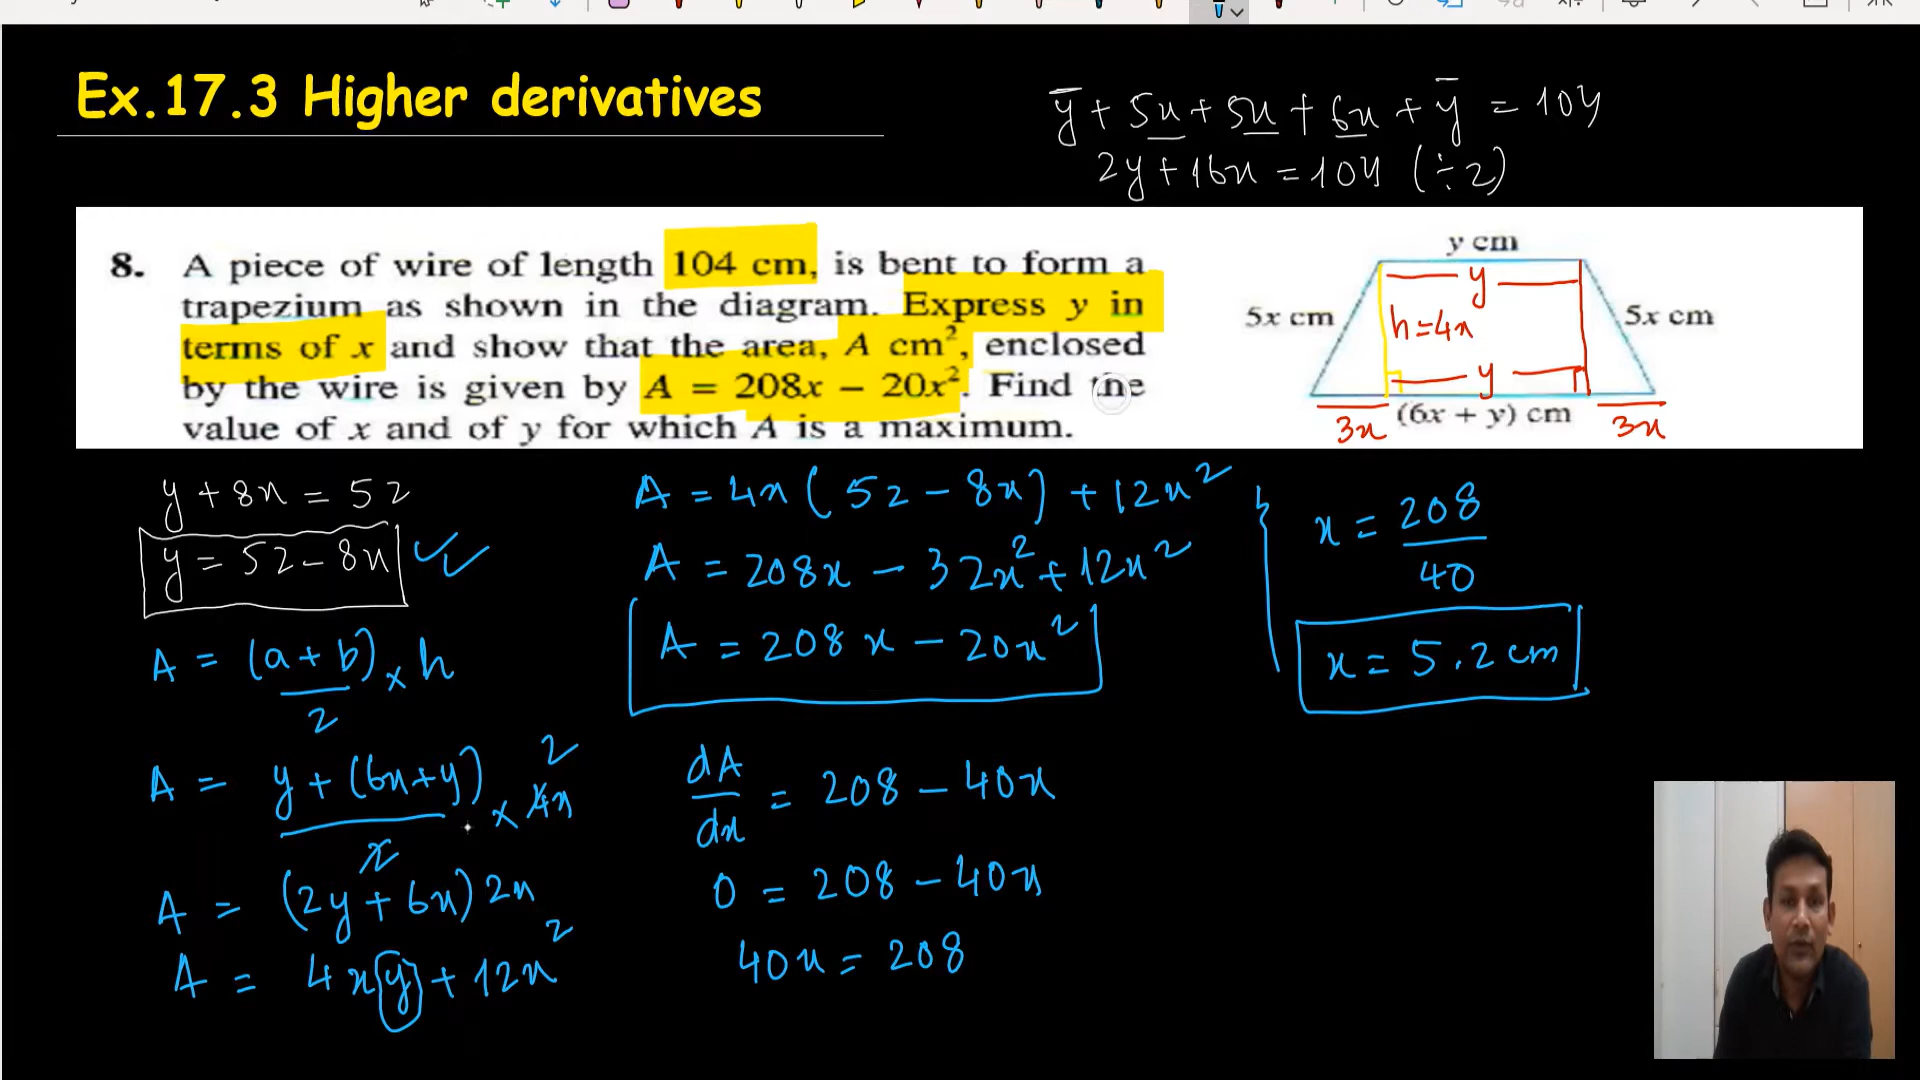 Ex.17.3 Higher derivatives
y + 5x + 5x + 6x + y = 104
2y + 16x = 104 (÷2)
8. A piece of wire of length 104 cm, is bent to form a
trapezium as shown in the diagram. Express y in
terms of x and show that the area, A cm², enclosed
by the wire is given by A = 208x − 20x². Find the
value of x and of y for which A is a maximum.
y cm
y
5x cm
h=4x
5x cm
y
(6x + y) cm
3x
3x
y + 8x = 52
y = 52 - 8x
A = (a + b)/2 × h
A = y + (6x+y)/2 × 4x 2
A = (2y + 6x) 2x
A = 4xy + 12x²
A = 4x (52 - 8x) + 12x²
A = 208x - 32x² + 12x²
A = 208x - 20x²
dA/dx = 208 - 40x
0 = 208 - 40x
40x = 208
x = 208/40
x = 5.2 cm